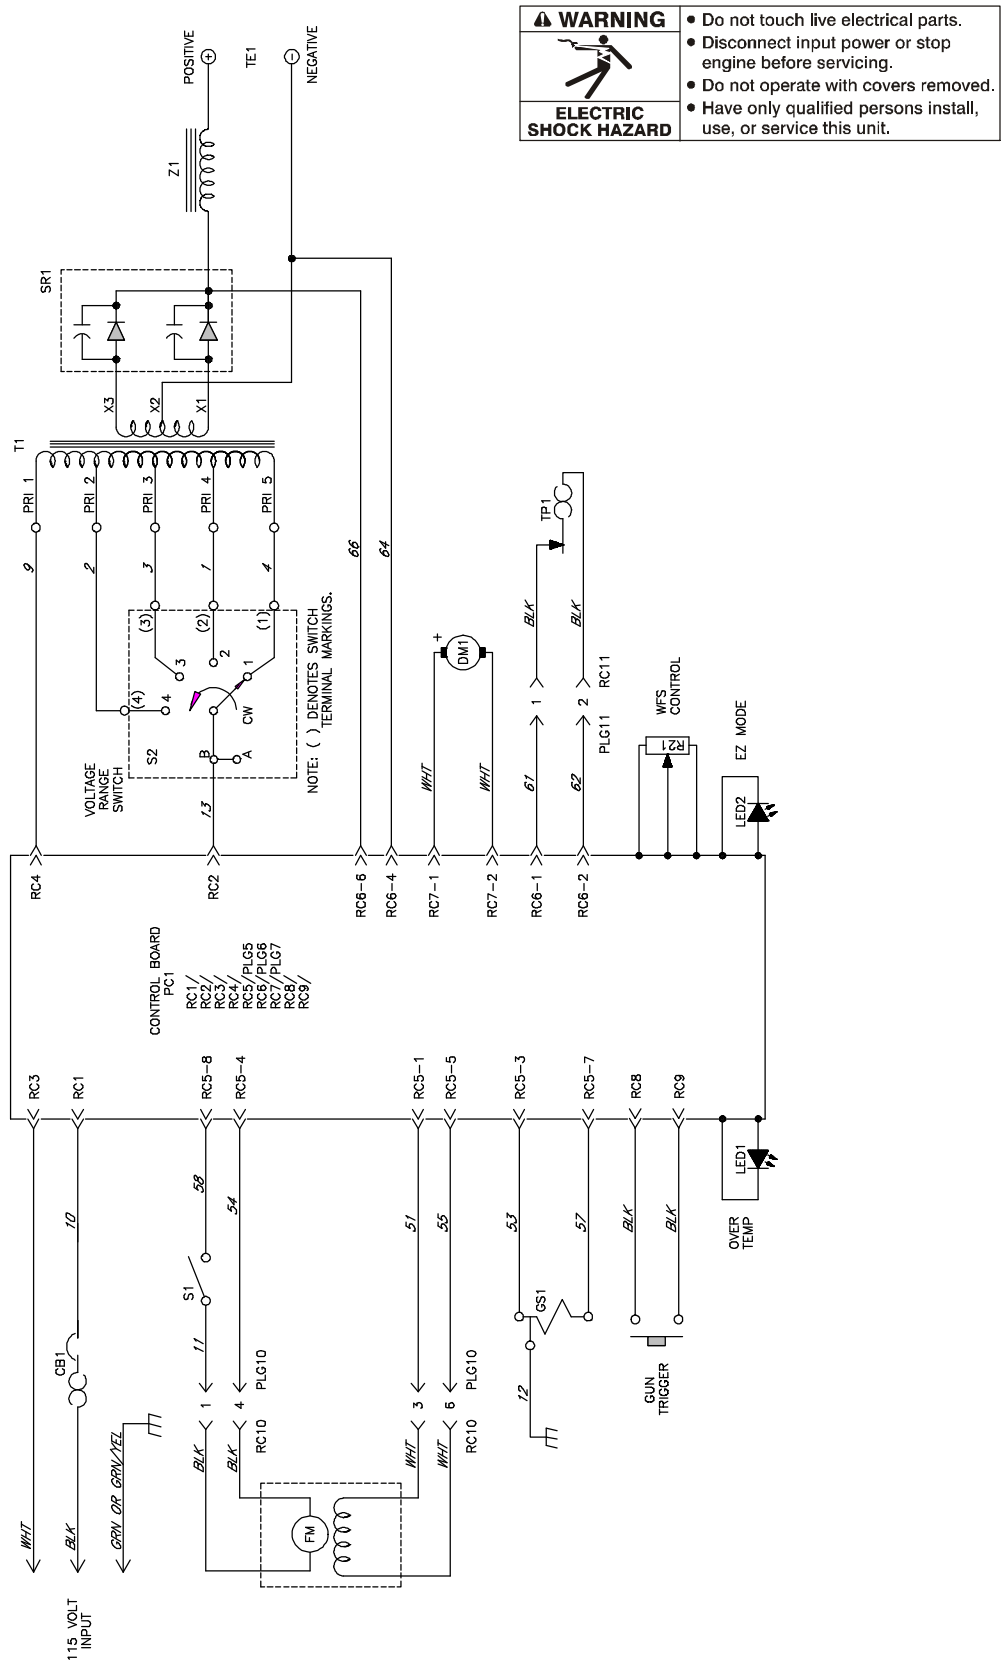 WARNING
ELECTRIC
SHOCK HAZARD
• Do not touch live electrical parts.
• Disconnect input power or stop
engine before servicing.
• Do not operate with covers removed.
• Have only qualified persons install,
use, or service this unit.
POSITIVE
+
TE1
−
NEGATIVE
Z1
SR1
X3
X2
X1
T1
PRI 1
PRI 2
PRI 3
PRI 4
PRI 5
9
2
3
1
4
66
64
(3)
(2)
(1)
(4)
4
3
2
1
CW
S2
B
A
VOLTAGE
RANGE
SWITCH
NOTE: ( ) DENOTES SWITCH
TERMINAL MARKINGS.
13
TP1
BLK
BLK
+
DM1
WHT
WHT
1
2
RC11
PLG11
61
62
WFS
CONTROL
R21
EZ MODE
LED2
RC4
RC2
RC6-6
RC6-4
RC7-1
RC7-2
RC6-1
RC6-2
CONTROL BOARD
PC1
RC1/
RC2/
RC3/
RC4/
RC5/PLG5
RC6/PLG6
RC7/PLG7
RC8/
RC9/
RC3
RC1
RC5-8
RC5-4
RC5-1
RC5-5
RC5-3
RC5-7
RC8
RC9
10
58
54
51
55
53
57
BLK
BLK
LED1
OVER
TEMP
S1
GS1
CB1
11
12
GUN
TRIGGER
1
4
PLG10
RC10
3
6
PLG10
RC10
BLK
BLK
WHT
WHT
FM
WHT
BLK
GRN OR GRN/YEL
115 VOLT
INPUT